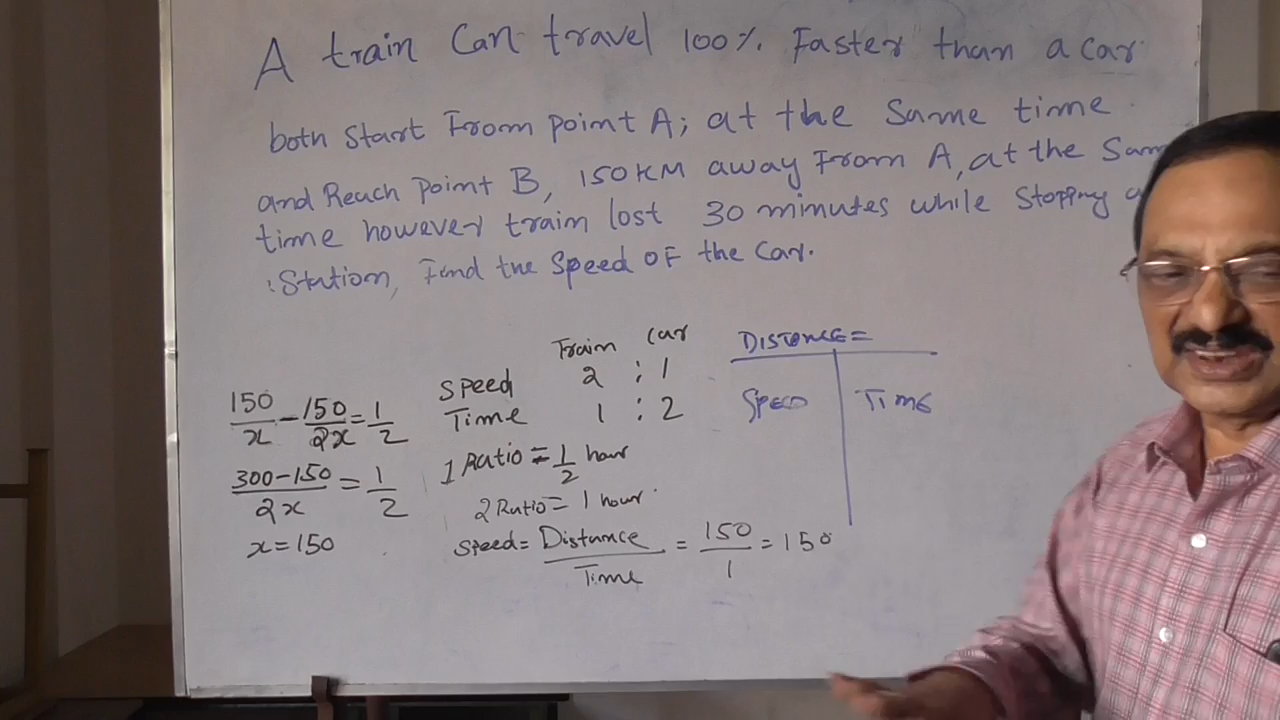 A train Can travel 100% Faster than a car
both Start From point A; at the Same time
and Reach Point B, 150KM away From A, at the Sam
time however train lost 30 minutes while Stopping
Station, Find the Speed OF the Car.
150/x - 150/2x = 1/2
300-150/2x = 1/2
x = 150
Train Car
Speed 2 : 1
Time 1 : 2
1 Ratio = 1/2 hour
2 Ratio = 1 hour
Speed = Distance/Time = 150/1 = 150
DISTANCE =
SPEED TIME